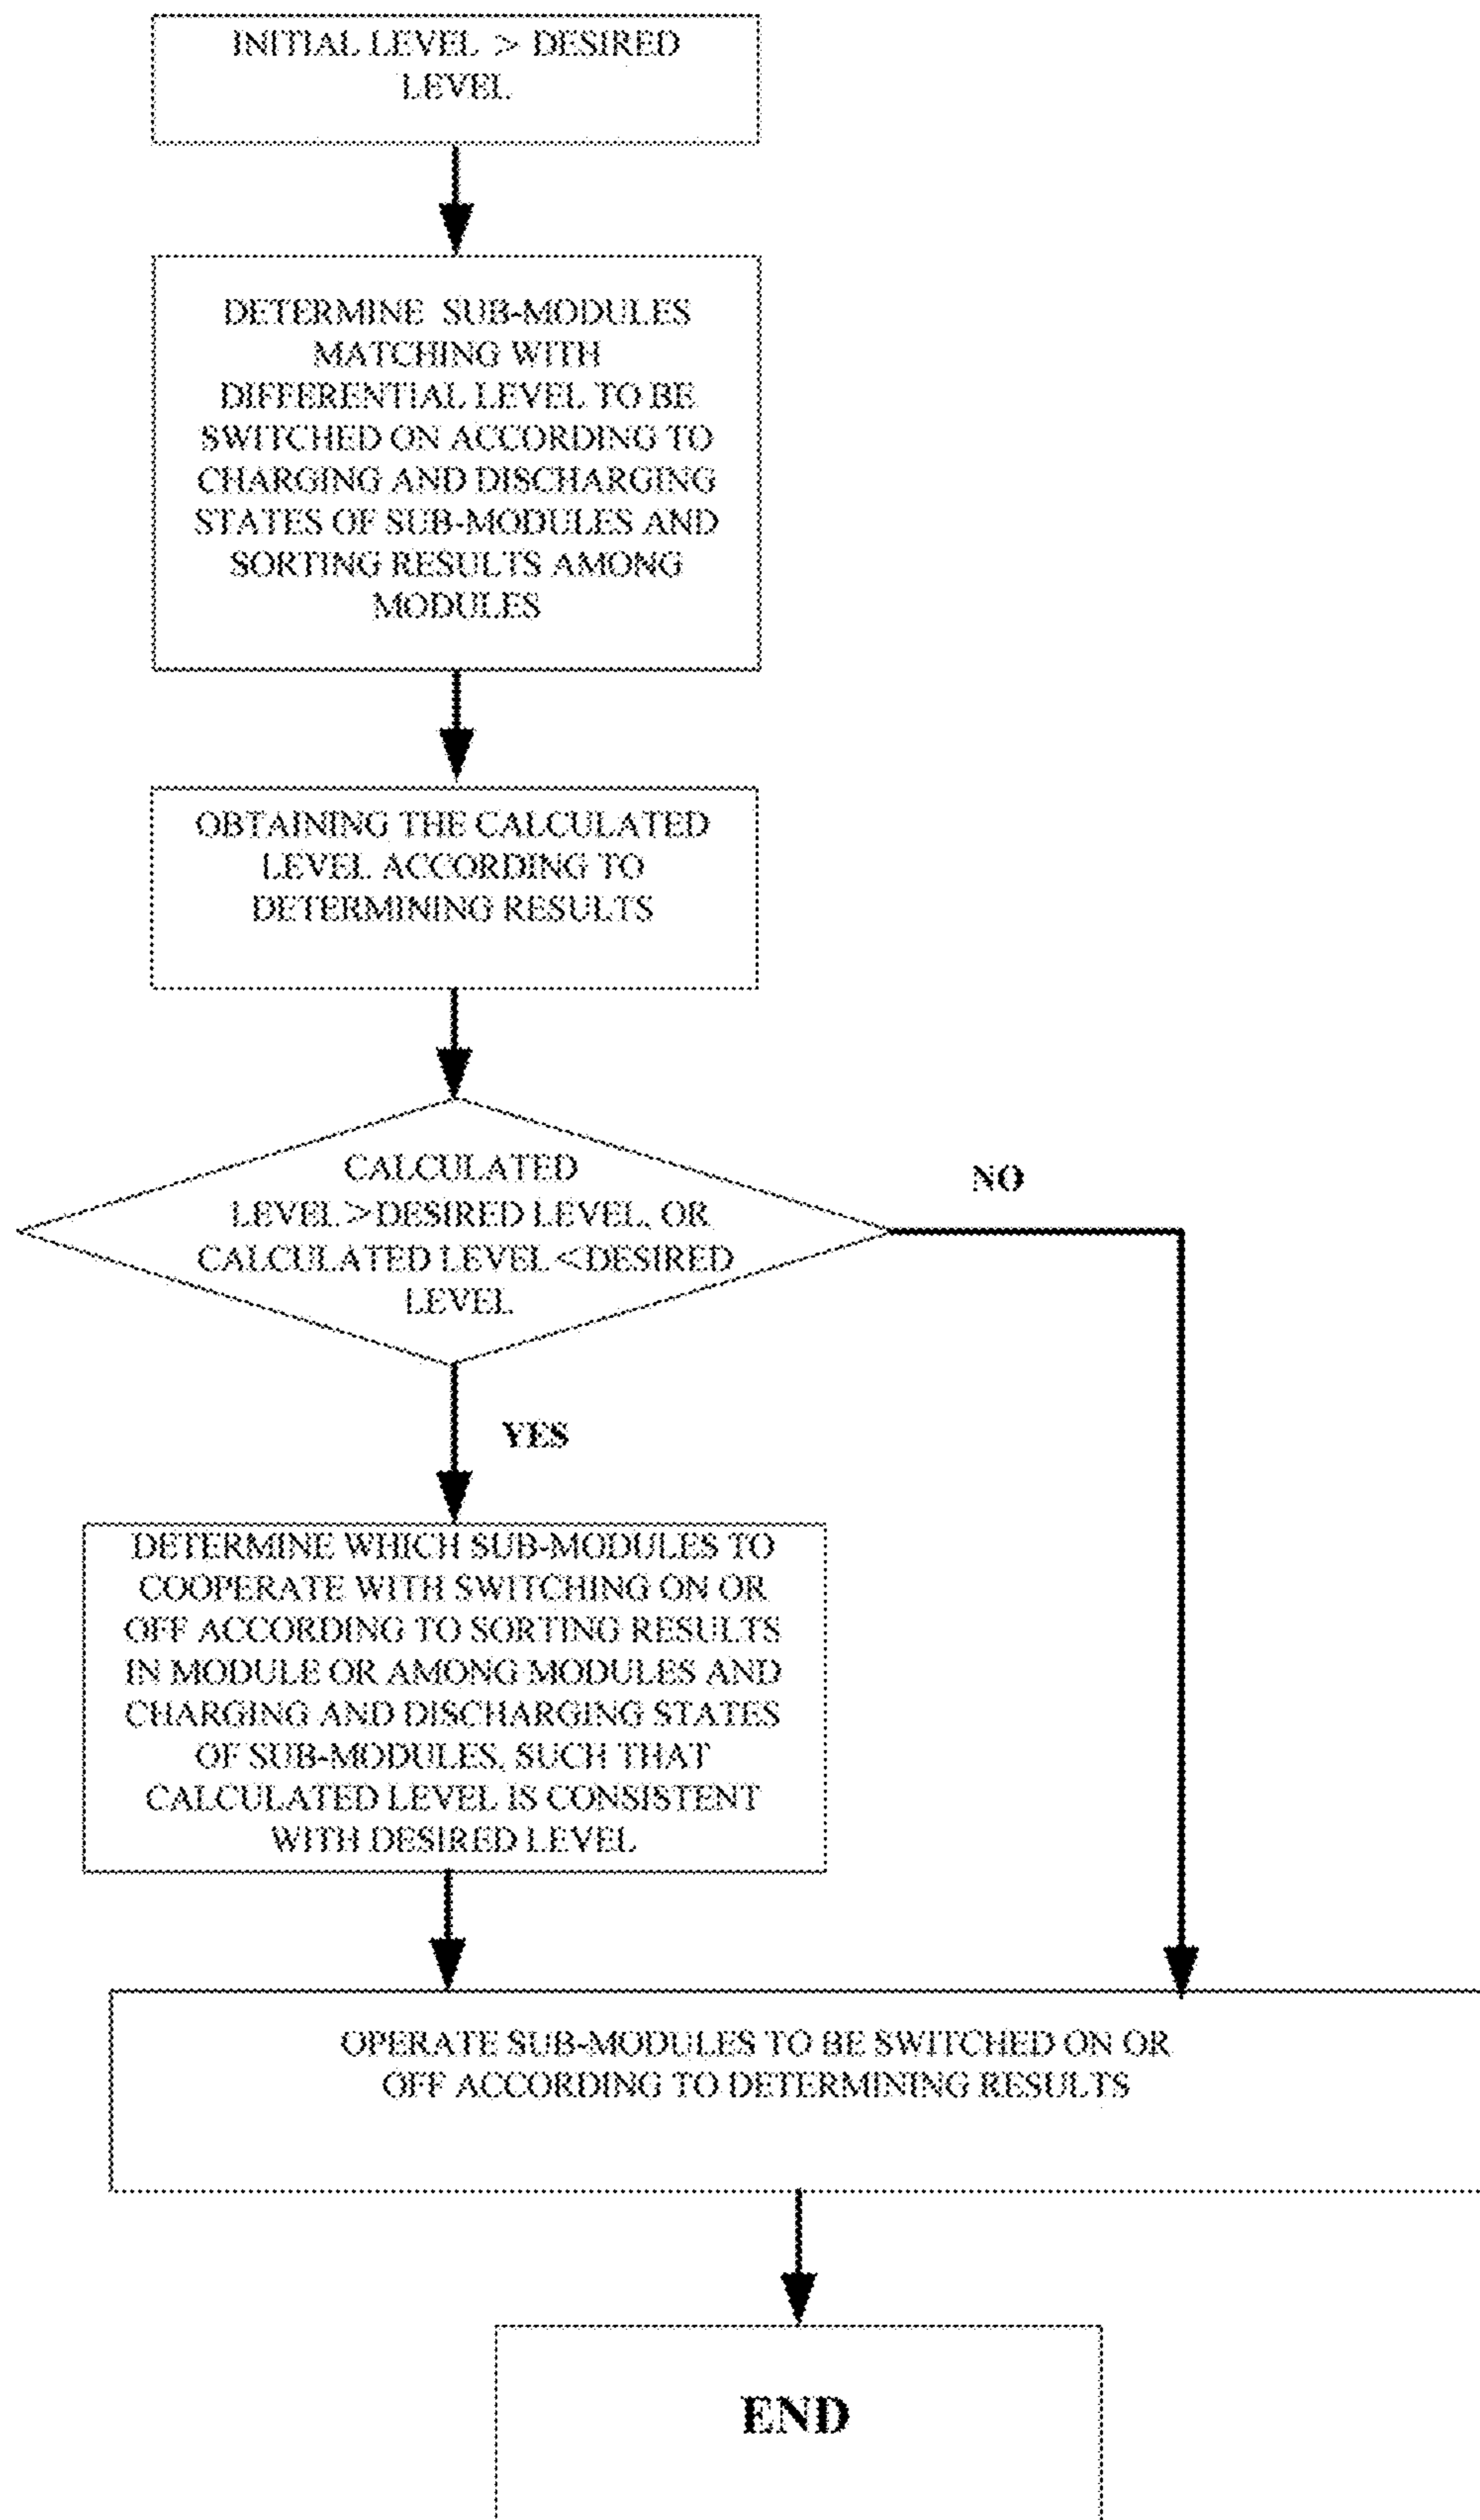 INITIAL LEVEL > DESIRED
LEVEL
DETERMINE SUB-MODULES
MATCHING WITH
DIFFERENTIAL LEVEL TO BE
SWITCHED ON ACCORDING TO
CHARGING AND DISCHARGING
STATES OF SUB-MODULES AND
SORTING RESULTS AMONG
MODULES
OBTAINING THE CALCULATED
LEVEL ACCORDING TO
DETERMINING RESULTS
CALCULATED
LEVEL>DESIRED LEVEL, OR
CALCULATED LEVEL<DESIRED
LEVEL
NO
YES
DETERMINE WHICH SUB-MODULES TO
COOPERATE WITH SWITCHING ON OR
OFF ACCORDING TO SORTING RESULTS
IN MODULE OR AMONG MODULES AND
CHARGING AND DISCHARGING STATES
OF SUB-MODULES, SUCH THAT
CALCULATED LEVEL IS CONSISTENT
WITH DESIRED LEVEL
OPERATE SUB-MODULES TO BE SWITCHED ON OR
OFF ACCORDING TO DETERMINING RESULTS
END